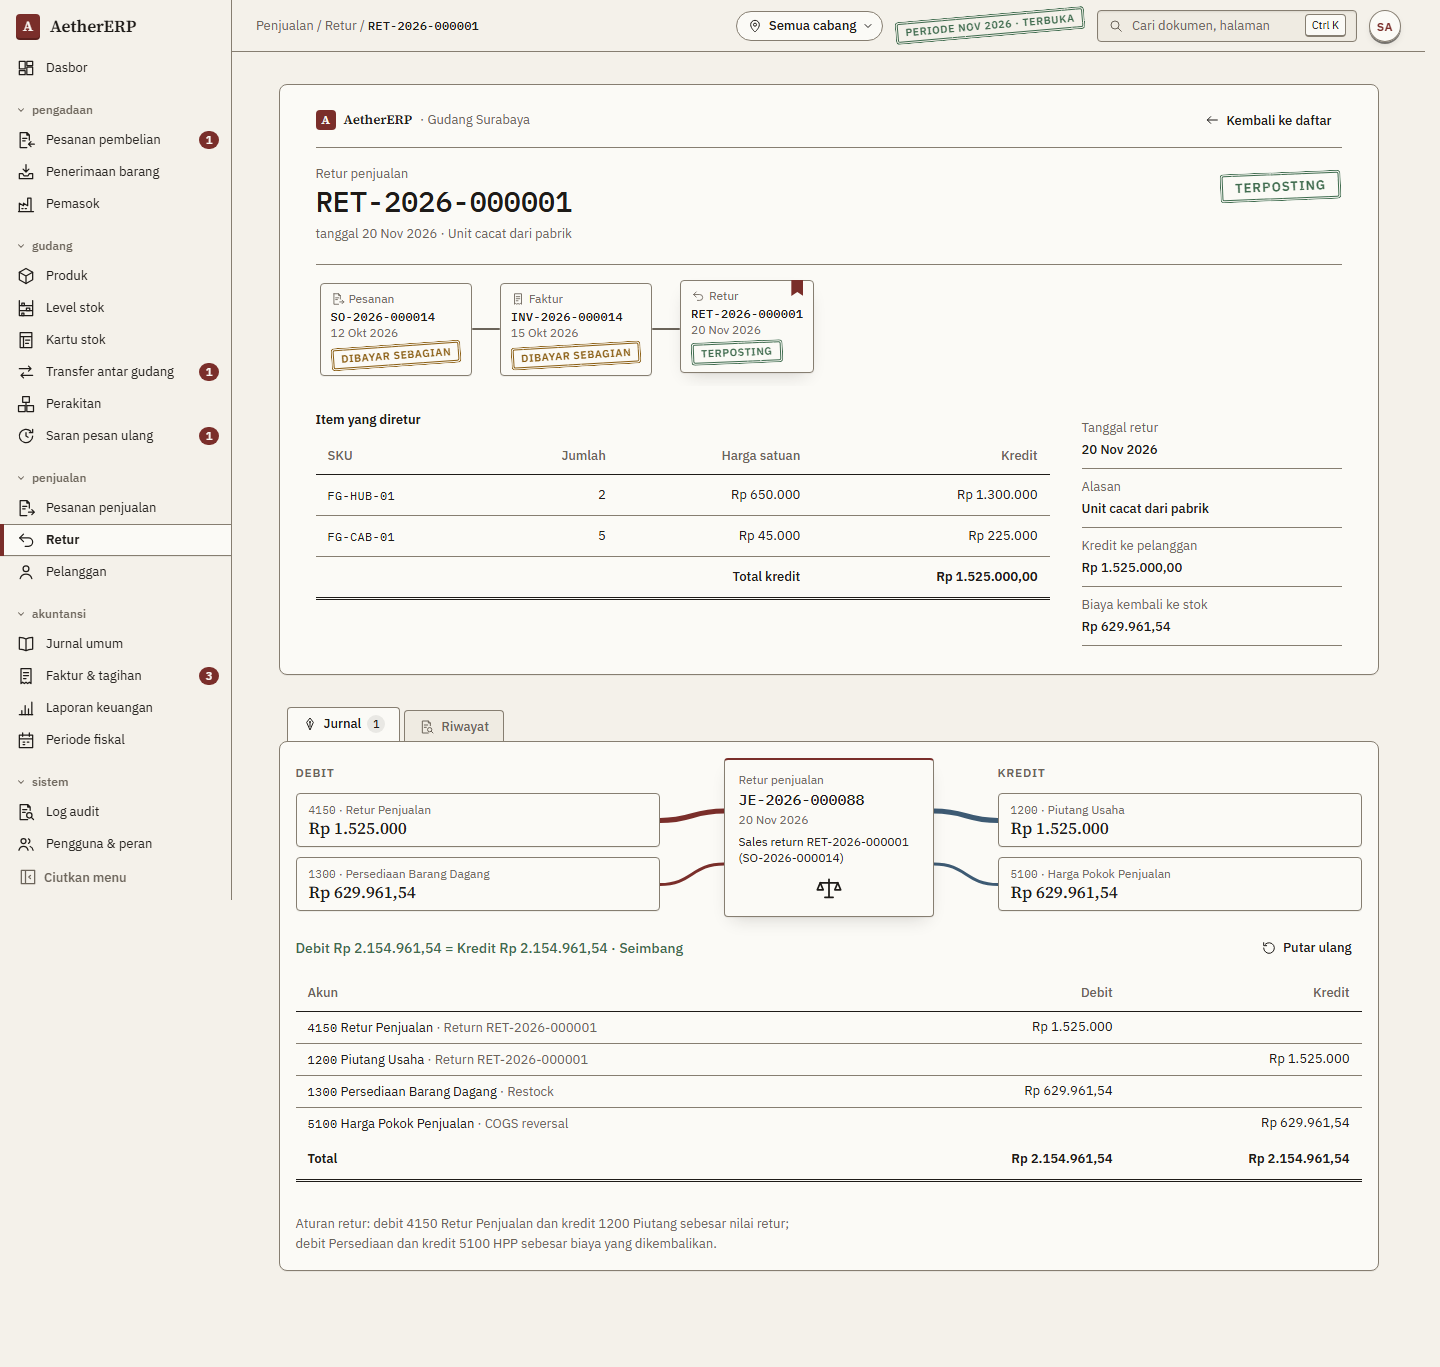 A AetherERP
Penjualan / Retur / RET-2026-000001
Semua cabang
PERIODE NOV 2026 · TERBUKA
Cari dokumen, halaman
Ctrl K
SA
Dasbor
pengadaan
Pesanan pembelian 1
Penerimaan barang
Pemasok
gudang
Produk
Level stok
Kartu stok
Transfer antar gudang 1
Perakitan
Saran pesan ulang 1
penjualan
Pesanan penjualan
Retur
Pelanggan
akuntansi
Jurnal umum
Faktur & tagihan 3
Laporan keuangan
Periode fiskal
sistem
Log audit
Pengguna & peran
Ciutkan menu
A AetherERP · Gudang Surabaya
Kembali ke daftar
Retur penjualan
RET-2026-000001
tanggal 20 Nov 2026 · Unit cacat dari pabrik
TERPOSTING
Pesanan
SO-2026-000014
12 Okt 2026
DIBAYAR SEBAGIAN
Faktur
INV-2026-000014
15 Okt 2026
DIBAYAR SEBAGIAN
Retur
RET-2026-000001
20 Nov 2026
TERPOSTING
Item yang diretur
SKU Jumlah Harga satuan Kredit
FG-HUB-01 2 Rp 650.000 Rp 1.300.000
FG-CAB-01 5 Rp 45.000 Rp 225.000
Total kredit Rp 1.525.000,00
Tanggal retur
20 Nov 2026
Alasan
Unit cacat dari pabrik
Kredit ke pelanggan
Rp 1.525.000,00
Biaya kembali ke stok
Rp 629.961,54
Jurnal 1
Riwayat
DEBIT
4150 · Retur Penjualan
Rp 1.525.000
1300 · Persediaan Barang Dagang
Rp 629.961,54
Retur penjualan
JE-2026-000088
20 Nov 2026
Sales return RET-2026-000001
(SO-2026-000014)
KREDIT
1200 · Piutang Usaha
Rp 1.525.000
5100 · Harga Pokok Penjualan
Rp 629.961,54
Debit Rp 2.154.961,54 = Kredit Rp 2.154.961,54 · Seimbang
Putar ulang
Akun Debit Kredit
4150 Retur Penjualan · Return RET-2026-000001 Rp 1.525.000
1200 Piutang Usaha · Return RET-2026-000001 Rp 1.525.000
1300 Persediaan Barang Dagang · Restock Rp 629.961,54
5100 Harga Pokok Penjualan · COGS reversal Rp 629.961,54
Total Rp 2.154.961,54 Rp 2.154.961,54
Aturan retur: debit 4150 Retur Penjualan dan kredit 1200 Piutang sebesar nilai retur;
debit Persediaan dan kredit 5100 HPP sebesar biaya yang dikembalikan.